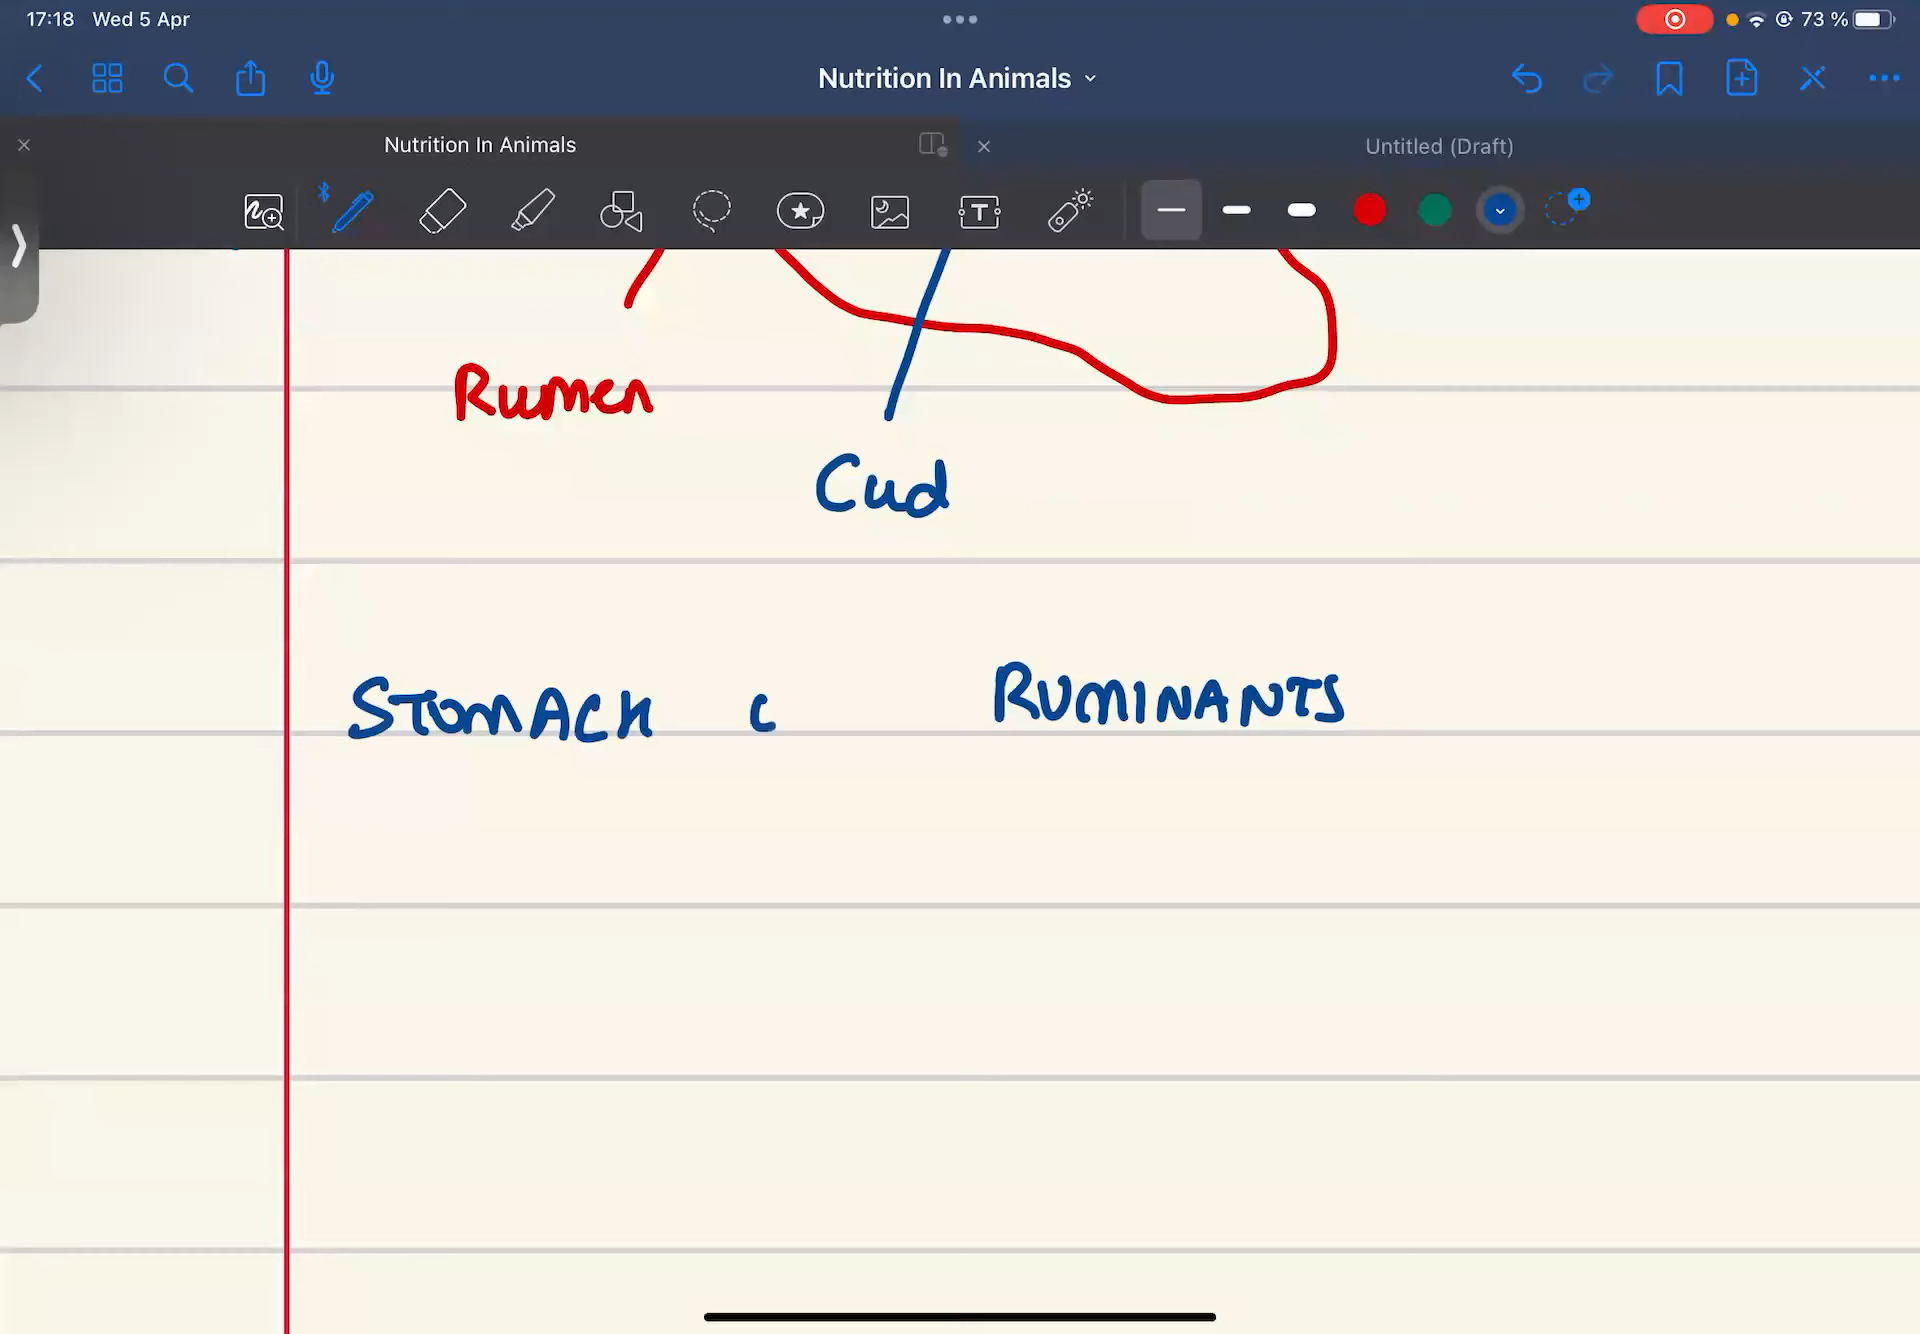 17:18 Wed 5 Apr 73 %
Nutrition In Animals
Nutrition In Animals Untitled (Draft)
Rumen
Cud
STOMACH C RUMINANTS